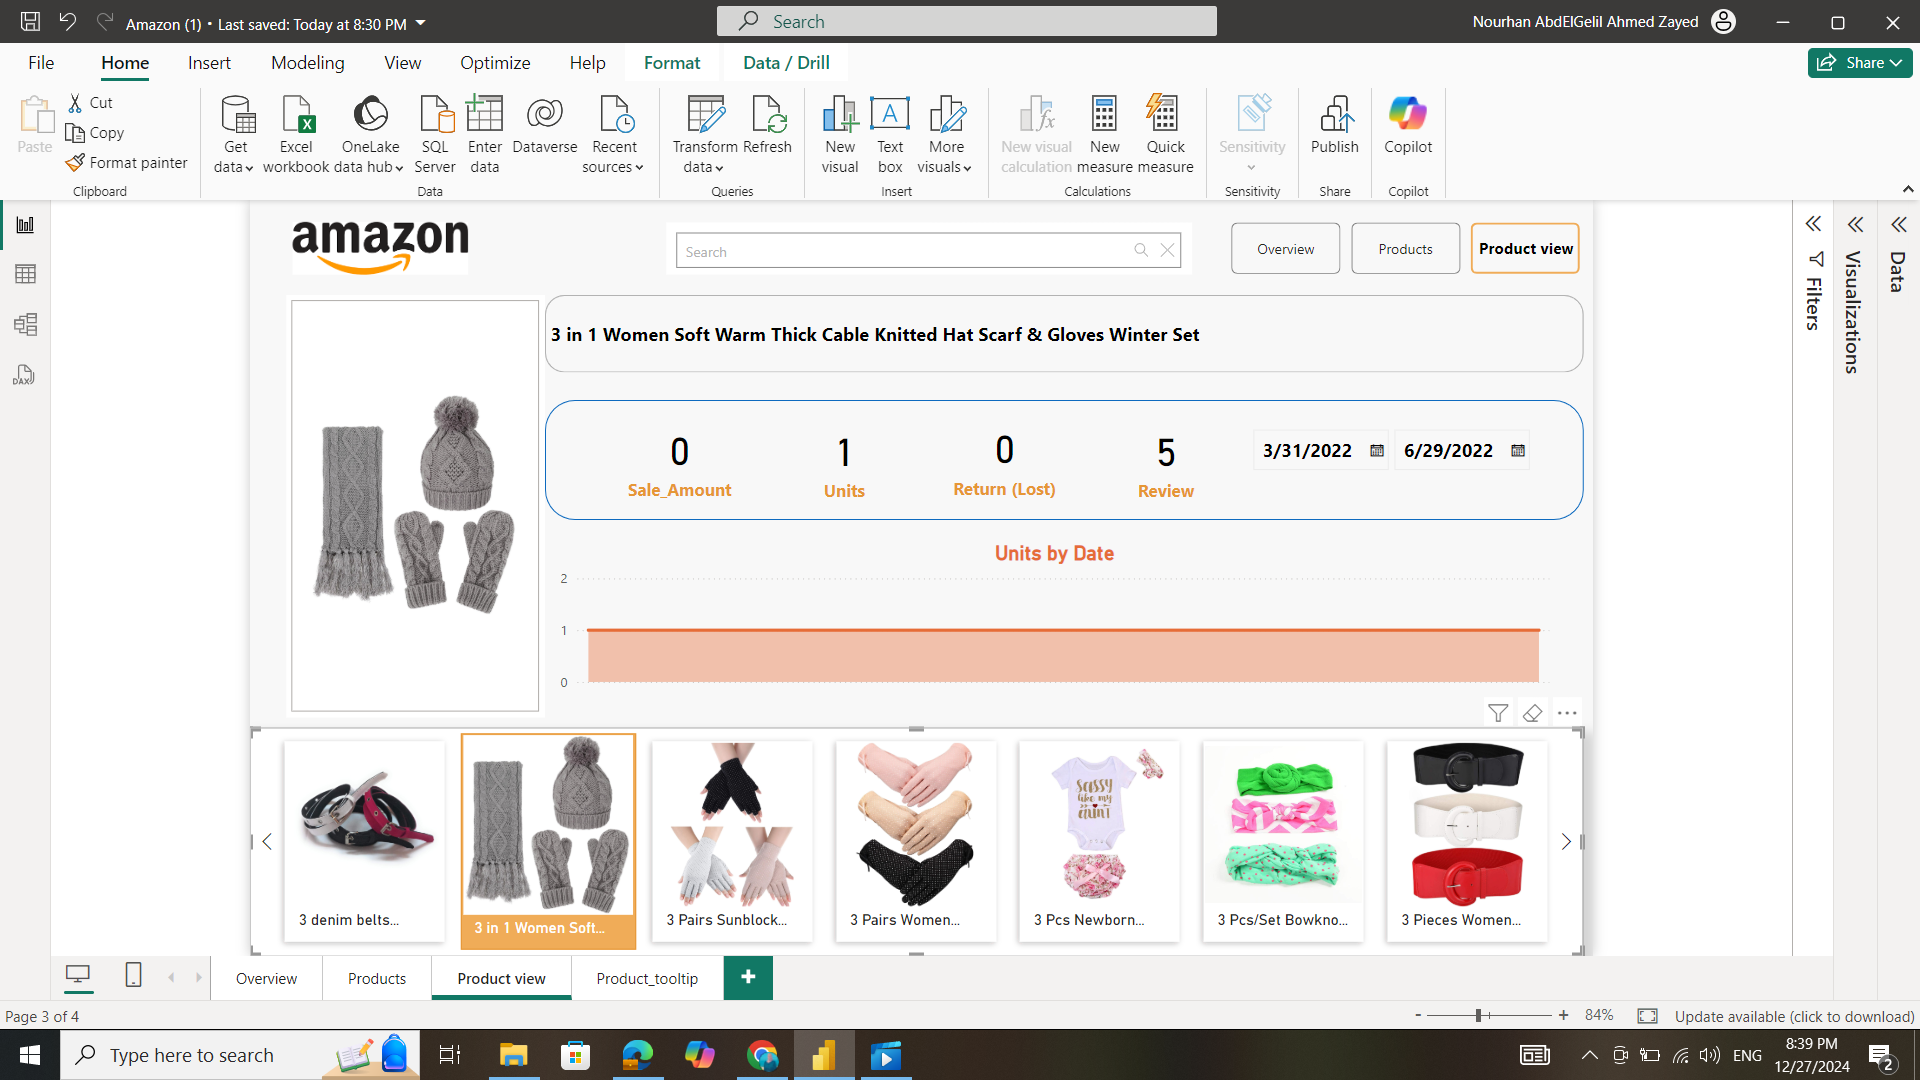 Amazon (1) • Last saved: Today at 8:30 PM
Search
Nourhan AbdElGelil Ahmed Zayed
File
Home
Insert
Modeling
View
Optimize
Help
Format
Data / Drill
Share
Paste
Cut
Copy
Format painter
Clipboard
Get data
Excel workbook
OneLake data hub
SQL Server
Enter data
Dataverse
Recent sources
Data
Transform data
Refresh
Queries
New visual
Text box
More visuals
Insert
New visual calculation
New measure
Quick measure
Calculations
Sensitivity
Sensitivity
Publish
Share
Copilot
Copilot
amazon
Search
Overview
Products
Product view
Filters
Visualizations
Data
DAX
3 in 1 Women Soft Warm Thick Cable Knitted Hat Scarf & Gloves Winter Set
0
Sale_Amount
1
Units
0
Return (Lost)
5
Review
3/31/2022
6/29/2022
Units by Date
2
1
0
3 denim belts...
3 in 1 Women Soft...
3 Pairs Sunblock...
3 Pairs Women...
sassy
like my
aunt
3 Pcs Newborn...
3 Pcs/Set Bowkno...
3 Pieces Women...
Overview
Products
Product view
Product_tooltip
Page 3 of 4
- + 84%
Update available (click to download)
Type here to search
ENG
8:39 PM
12/27/2024
2